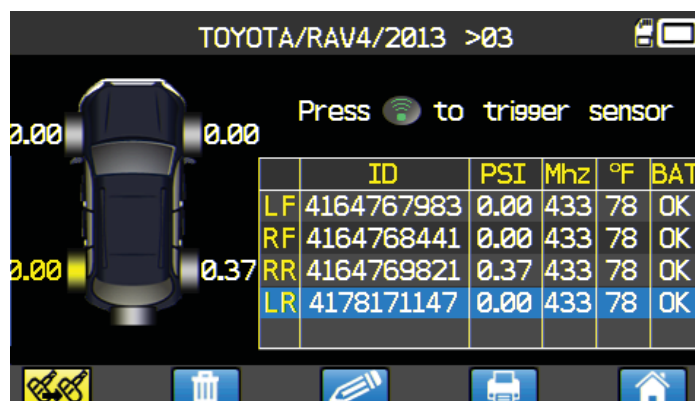 TOYOTA/RAV4/2013 >03
Press to trigger sensor
0.00 0.00
ID PSI Mhz °F BAT
LF 4164767983 0.00 433 78 OK
RF 4164768441 0.00 433 78 OK
0.00 0.37 RR 4164769821 0.37 433 78 OK
LR 4178171147 0.00 433 78 OK